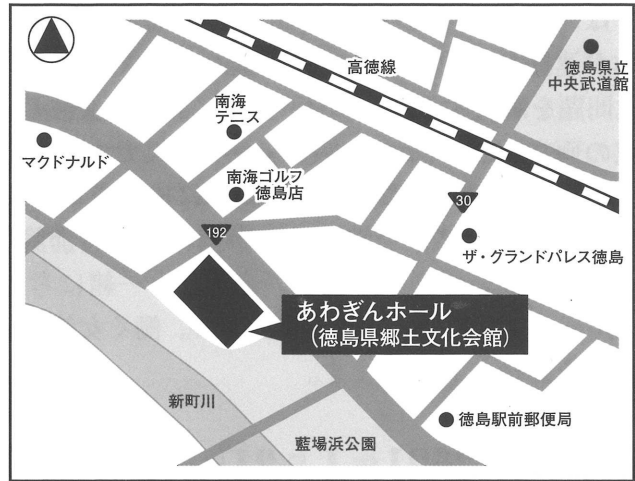 高徳線
徳島県立
中央武道館
南海
テニス
マクドナルド
南海ゴルフ
徳島店
30
192
ザ・グランドパレス徳島
あわぎんホール
(徳島県郷土文化会館)
新町川
徳島駅前郵便局
藍場浜公園